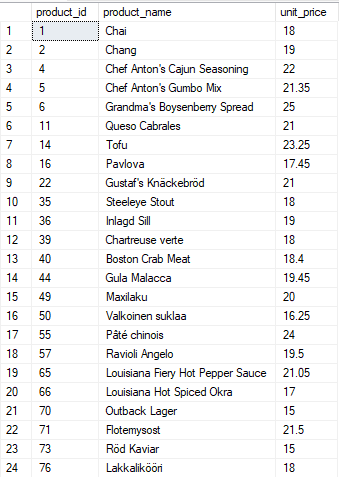 product_id product_name unit_price
1 1 Chai 18
2 2 Chang 19
3 4 Chef Anton's Cajun Seasoning 22
4 5 Chef Anton's Gumbo Mix 21.35
5 6 Grandma's Boysenberry Spread 25
6 11 Queso Cabrales 21
7 14 Tofu 23.25
8 16 Pavlova 17.45
9 22 Gustaf's Knäckebröd 21
10 35 Steeleye Stout 18
11 36 Inlagd Sill 19
12 39 Chartreuse verte 18
13 40 Boston Crab Meat 18.4
14 44 Gula Malacca 19.45
15 49 Maxilaku 20
16 50 Valkoinen suklaa 16.25
17 55 Pâté chinois 24
18 57 Ravioli Angelo 19.5
19 65 Louisiana Fiery Hot Pepper Sauce 21.05
20 66 Louisiana Hot Spiced Okra 17
21 70 Outback Lager 15
22 71 Flotemysost 21.5
23 73 Röd Kaviar 15
24 76 Lakkalikööri 18